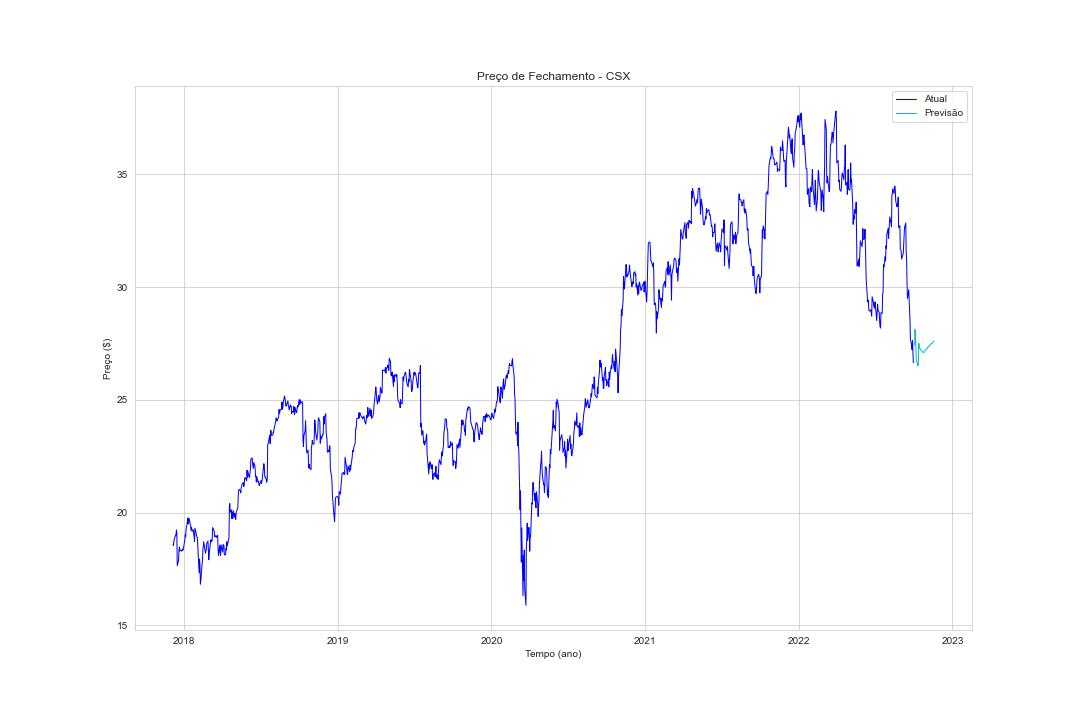 Preço de Fechamento - CSX
Atual
Previsão
Preço ($)
35
30
25
20
15
2018
2019
2020
2021
2022
2023
Tempo (ano)